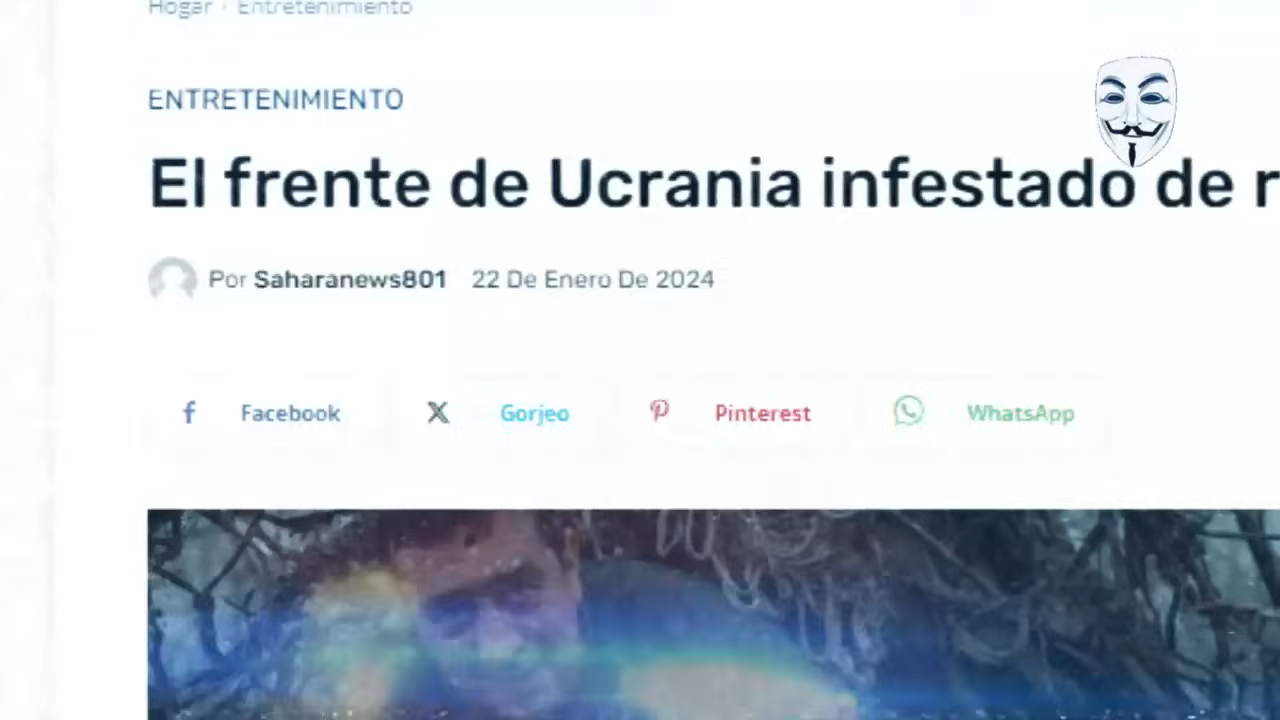 Hogar › Entretenimiento
ENTRETENIMIENTO
El frente de Ucrania infestado de r
Por Saharanews801 22 De Enero De 2024
Facebook Gorjeo Pinterest WhatsApp